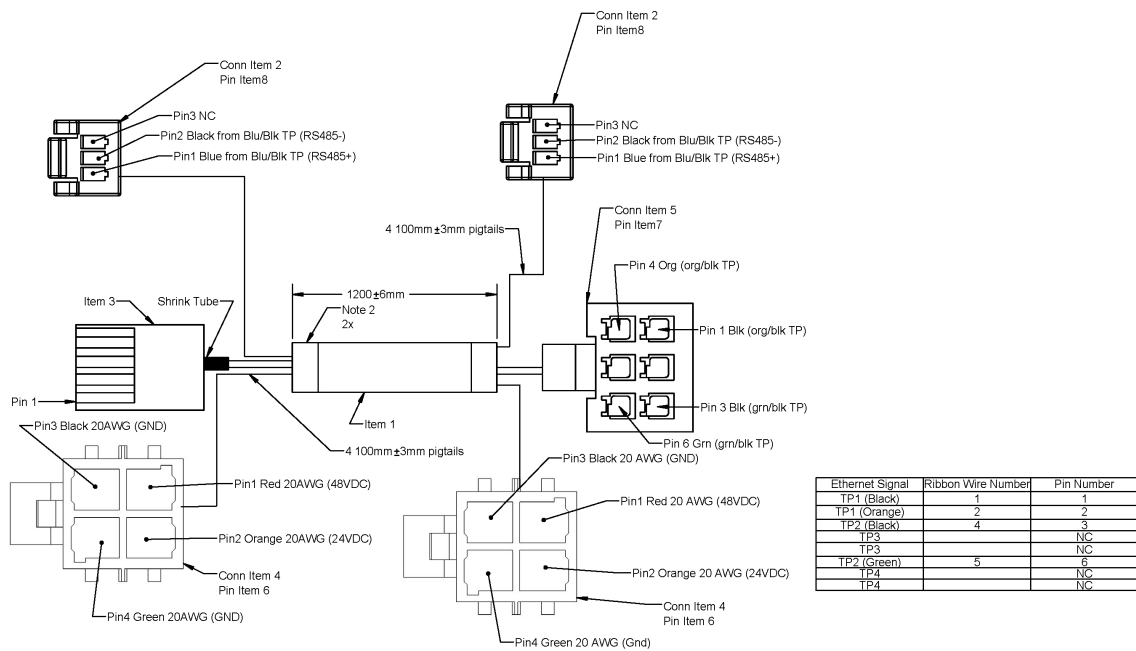 Conn Item 2
Pin Item8
Conn Item 2
Pin Item8
Pin3 NC
Pin2 Black from Blu/Blk TP (RS485-)
Pin1 Blue from Blu/Blk TP (RS485+)
Pin3 NC
Pin2 Black from Blu/Blk TP (RS485-)
Pin1 Blue from Blu/Blk TP (RS485+)
Conn Item 5
Pin Item7
4 100mm±3mm pigtails
Pin 4 Org (org/blk TP)
Item 3
Shrink Tube
1200±6mm
Note 2
2x
Pin 1 Blk (org/blk TP)
Pin 1
Item 1
Pin 3 Blk (grn/blk TP)
Pin 6 Grn (grn/blk TP)
4 100mm±3mm pigtails
Pin3 Black 20AWG (GND)
Pin1 Red 20AWG (48VDC)
Pin2 Orange 20AWG (24VDC)
Conn Item 4
Pin Item 6
Pin4 Green 20AWG (GND)
Pin3 Black 20 AWG (GND)
Pin1 Red 20 AWG (48VDC)
Pin2 Orange 20 AWG (24VDC)
Conn Item 4
Pin Item 6
Pin4 Green 20 AWG (Gnd)
Ethernet Signal Ribbon Wire Number Pin Number
TP1 (Black) 1 1
TP1 (Orange) 2 2
TP2 (Black) 4 3
TP3 NC
TP3 NC
TP2 (Green) 5 6
TP4 NC
TP4 NC